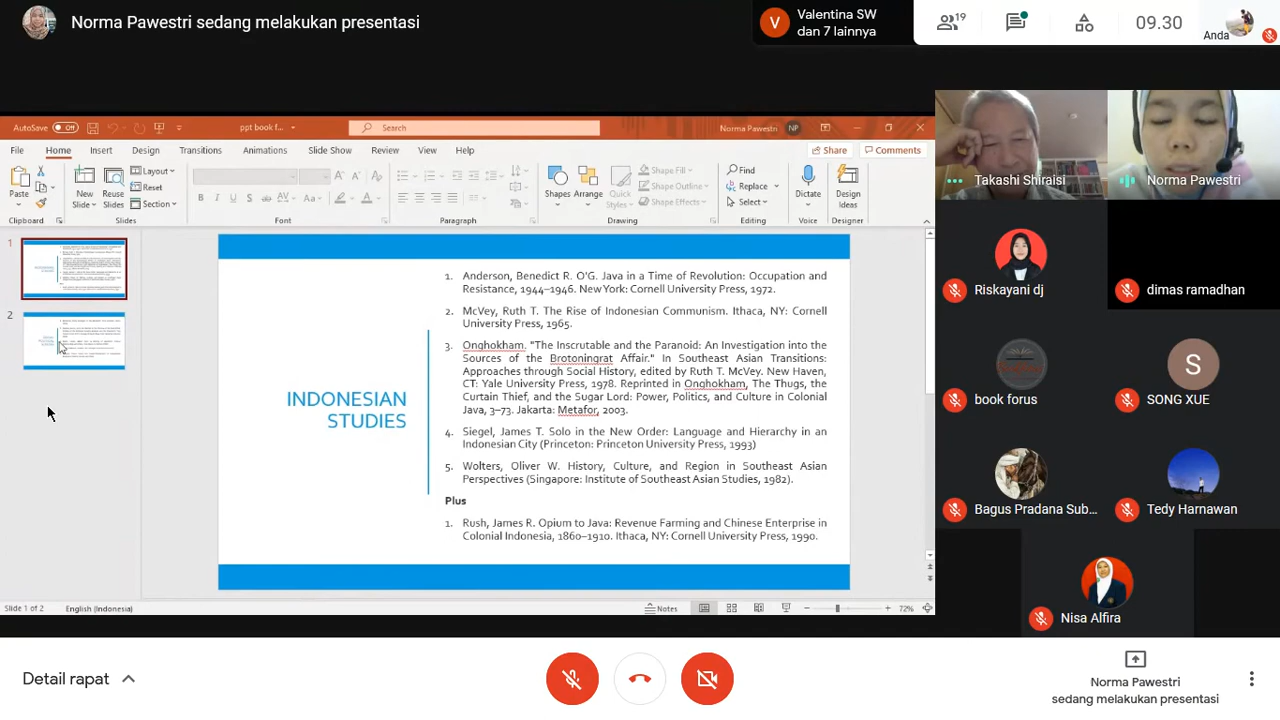 Norma Pawestri sedang melakukan presentasi
V
Valentina SW
dan 7 lainnya
19
09.30
Anda
AutoSave
Off
ppt book f...
Search
Norma Pawestri
NP
File
Home
Insert
Design
Transitions
Animations
Slide Show
Review
View
Help
Share
Comments
Paste
New
Slide
Reuse
Slides
Layout
Reset
Section
Shapes
Arrange
Quick
Styles
Shape Fill
Shape Outline
Shape Effects
Find
Replace
Select
Dictate
Design
Ideas
Clipboard
Slides
Font
Paragraph
Drawing
Editing
Voice
Designer
1
2
INDONESIAN
STUDIES
1. Anderson, Benedict R. O'G. Java in a Time of Revolution: Occupation and
Resistance, 1944–1946. New York: Cornell University Press, 1972.
2. McVey, Ruth T. The Rise of Indonesian Communism. Ithaca, NY: Cornell
University Press, 1965.
3. Onghokham. "The Inscrutable and the Paranoid: An Investigation into the
Sources of the Brotoningrat Affair." In Southeast Asian Transitions:
Approaches through Social History, edited by Ruth T. McVey. New Haven,
CT: Yale University Press, 1978. Reprinted in Onghokham, The Thugs, the
Curtain Thief, and the Sugar Lord: Power, Politics, and Culture in Colonial
Java, 3–73. Jakarta: Metafor, 2003.
4. Siegel, James T. Solo in the New Order: Language and Hierarchy in an
Indonesian City (Princeton: Princeton University Press, 1993)
5. Wolters, Oliver W. History, Culture, and Region in Southeast Asian
Perspectives (Singapore: Institute of Southeast Asian Studies, 1982).
Plus
1. Rush, James R. Opium to Java: Revenue Farming and Chinese Enterprise in
Colonial Indonesia, 1860–1910. Ithaca, NY: Cornell University Press, 1990.
Slide 1 of 2
English (Indonesia)
Notes
72%
Takashi Shiraisi
Norma Pawestri
Riskayani dj
dimas ramadhan
book forus
S
SONG XUE
Bagus Pradana Sub...
Tedy Harnawan
Nisa Alfira
Detail rapat
Norma Pawestri
sedang melakukan presentasi